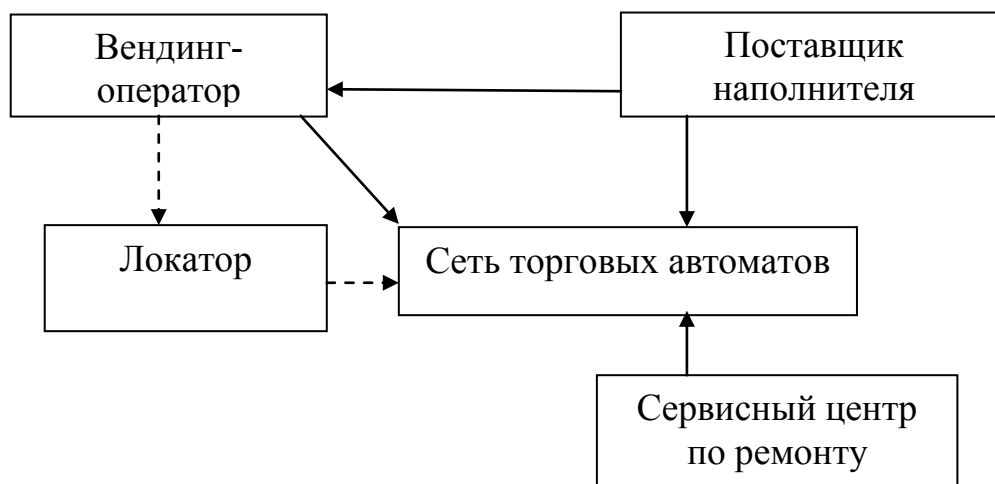 Вендинг-
оператор
Поставщик
наполнителя
Локатор
Сеть торговых автоматов
Сервисный центр
по ремонту